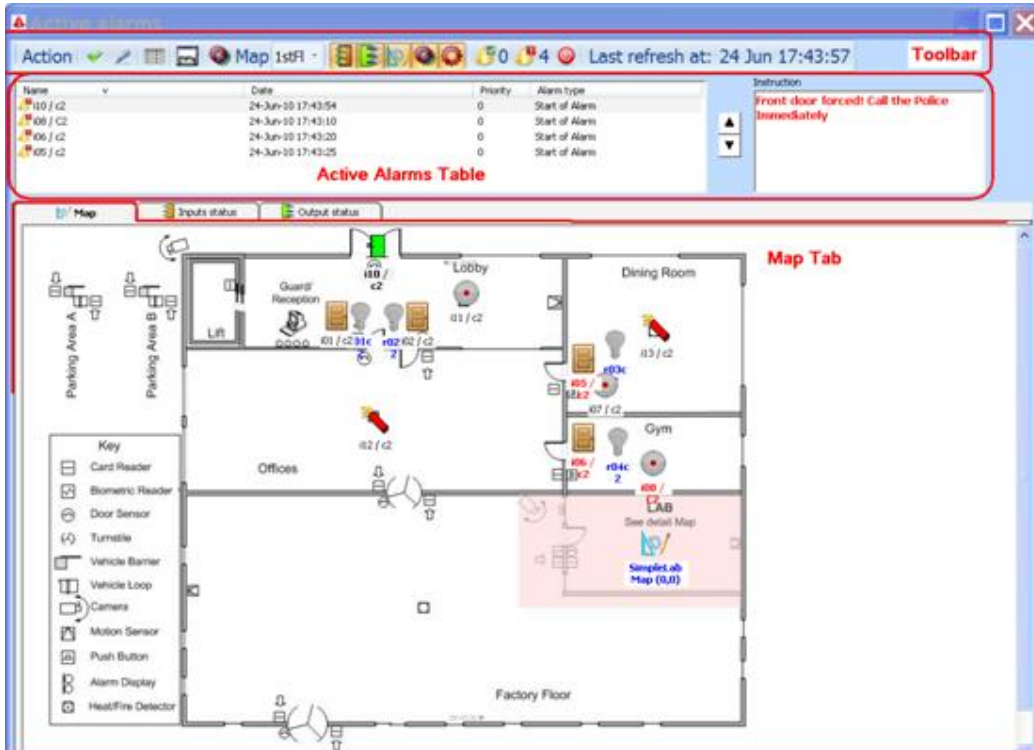 Active alarms
Action Map 1stFl 0 4 Last refresh at: 24 Jun 17:43:57 Toolbar
Name v Date Priority Alarm type
i10 / c2 24-Jun-10 17:43:54 0 Start of Alarm
i08 / C2 24-Jun-10 17:43:10 0 Start of Alarm
i06 / c2 24-Jun-10 17:43:20 0 Start of Alarm
i05 / c2 24-Jun-10 17:43:25 0 Start of Alarm
Instruction
Front door forced! Call the Police
Immediately
Active Alarms Table
Map Inputs status Output status
Map Tab
Parking Area A
Parking Area B
Lift
Guard/
Reception
i10 /
c2
Lobby
i11 / c2
i01 / c2
r02
2
i02 / c2
Dining Room
i13 / c2
r03c
i05 /
c2
i07 / c2
Offices
i12 / c2
Gym
i06 /
c2
r04c
2
i08 /
C2
LAB
See detail Map
SimpleLab
Map (0,0)
Factory Floor
Key
Card Reader
Biometric Reader
Door Sensor
Turnstile
Vehicle Barrier
Vehicle Loop
Camera
Motion Sensor
Push Button
Alarm Display
Heat/Fire Detector